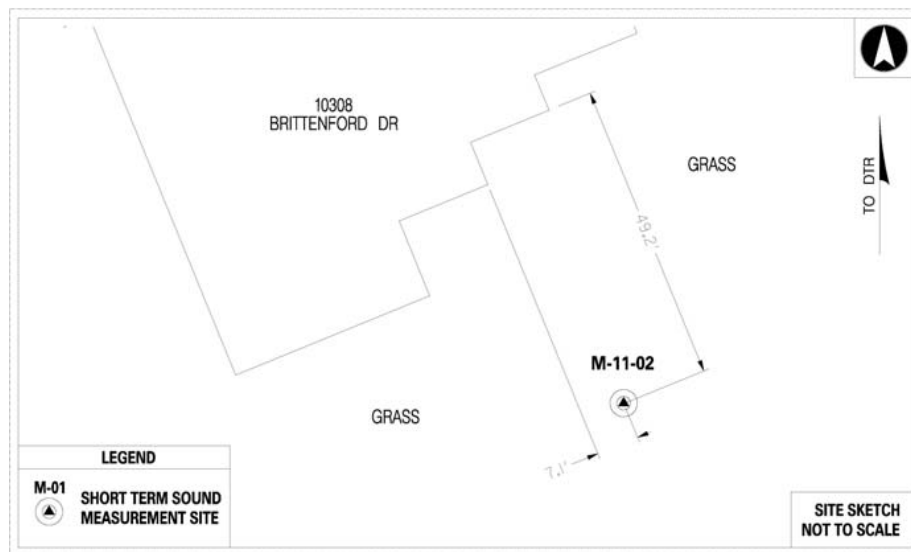 10308
BRITTENFORD DR
GRASS
TO DTR
49.2'
M-11-02
GRASS
7.1'
LEGEND
M-01
SHORT TERM SOUND
MEASUREMENT SITE
SITE SKETCH
NOT TO SCALE